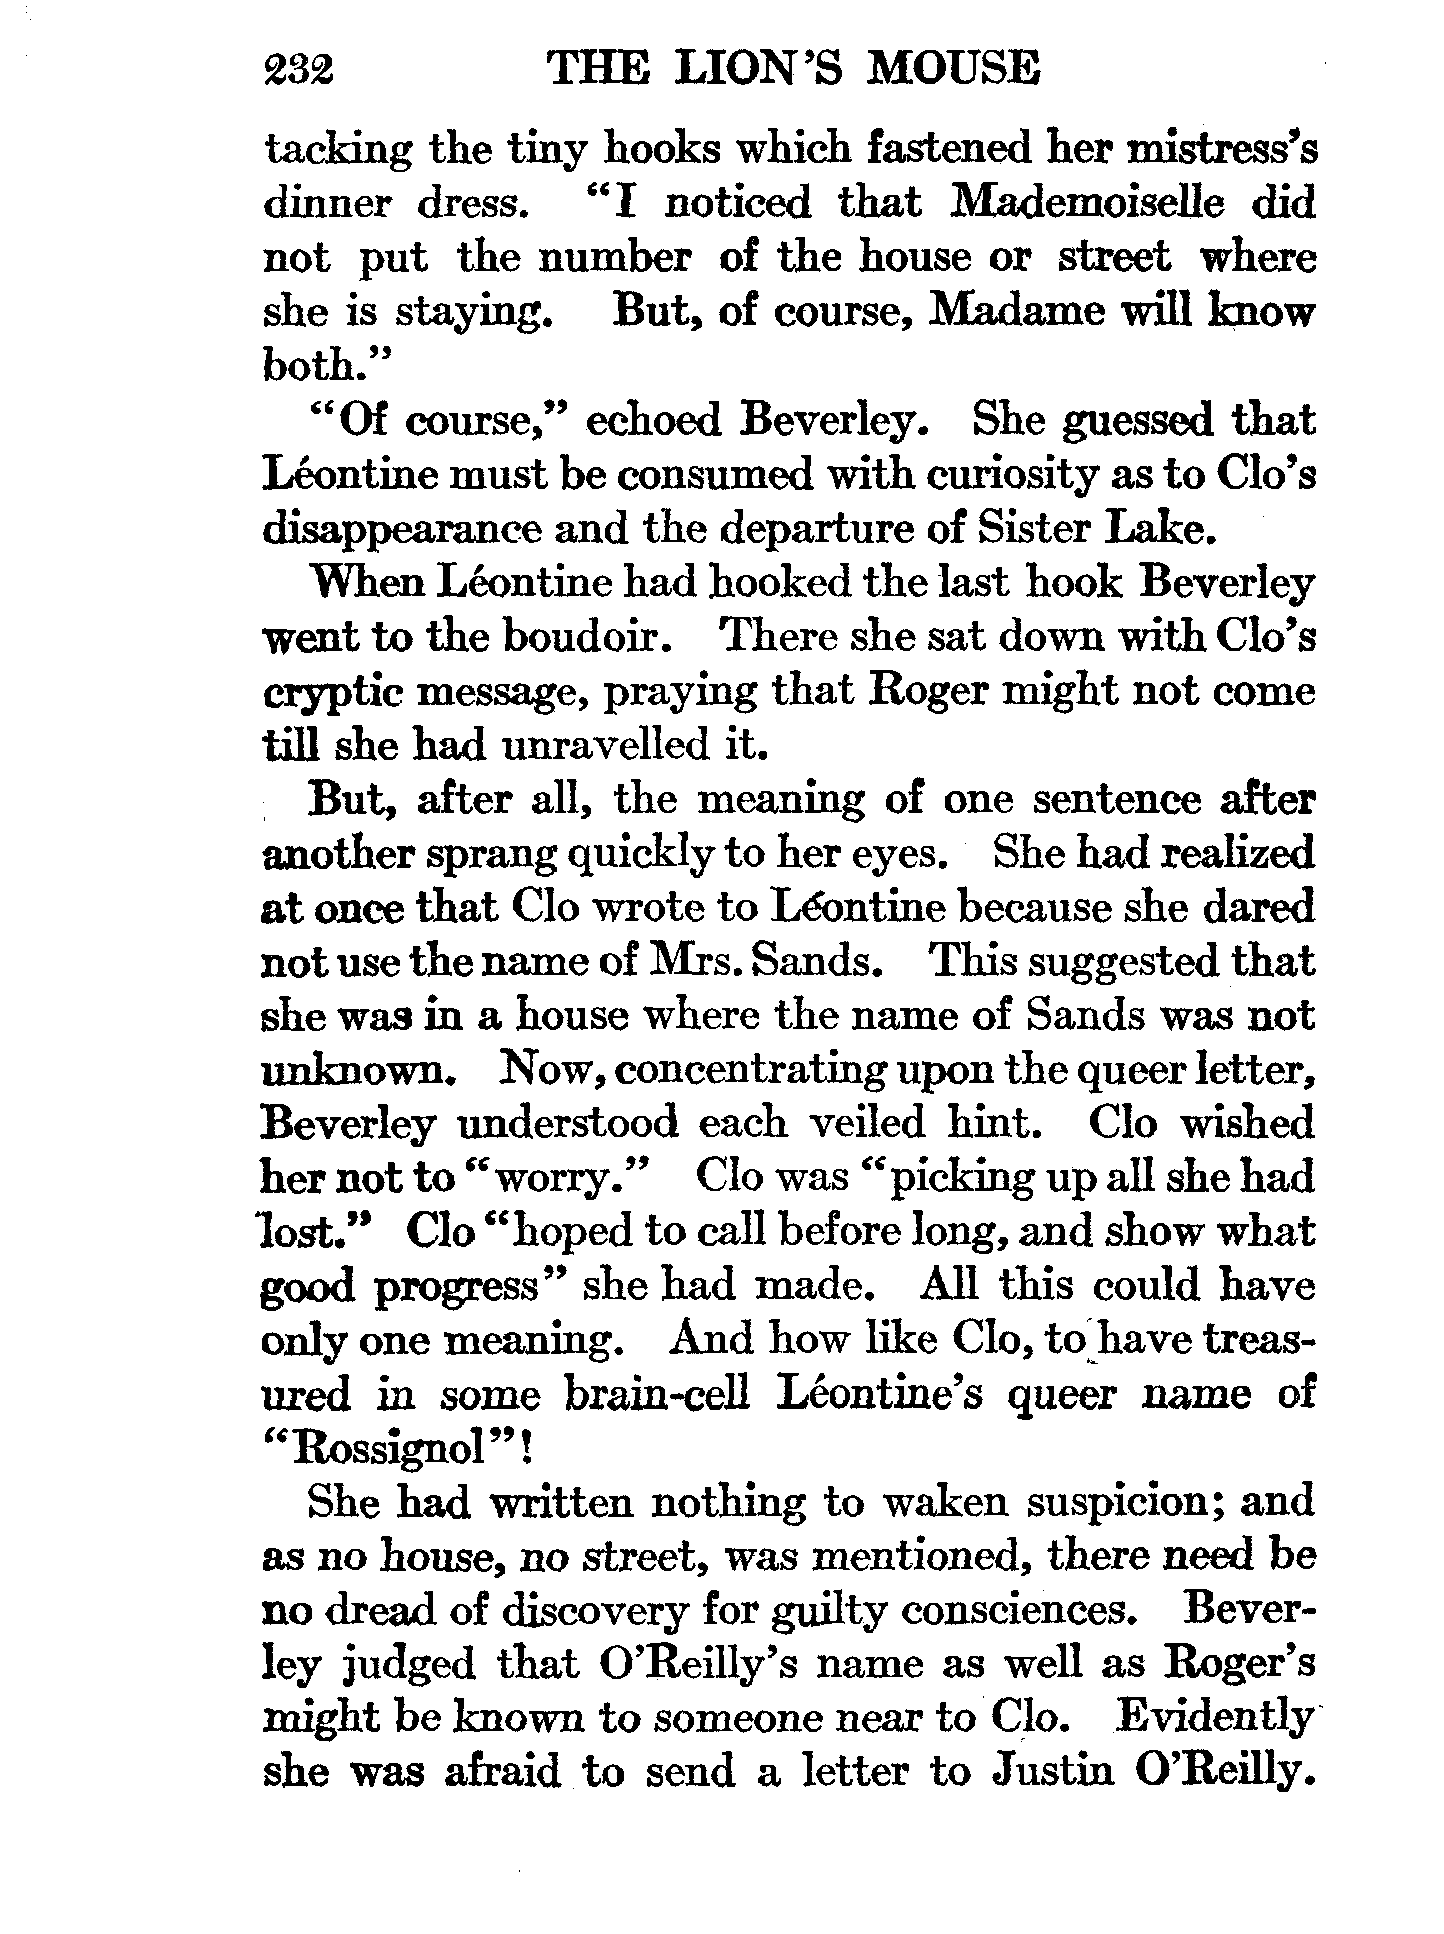 232 THE LION'S MOUSE
tacking the tiny hooks which fastened her mistress's
dinner dress. "I noticed that Mademoiselle did
not put the number of the house or street where
she is staying. But, of course, Madame will know
both."
"Of course," echoed Beverley. She guessed that
Léontine must be consumed with curiosity as to Clo's
disappearance and the departure of Sister Lake.
When Léontine had hooked the last hook Beverley
went to the boudoir. There she sat down with Clo's
cryptic message, praying that Roger might not come
till she had unravelled it.
But, after all, the meaning of one sentence after
another sprang quickly to her eyes. She had realized
at once that Clo wrote to Léontine because she dared
not use the name of Mrs. Sands. This suggested that
she was in a house where the name of Sands was not
unknown. Now, concentrating upon the queer letter,
Beverley understood each veiled hint. Clo wished
her not to "worry." Clo was "picking up all she had
lost." Clo "hoped to call before long, and show what
good progress" she had made. All this could have
only one meaning. And how like Clo, to have treas-
ured in some brain-cell Léontine's queer name of
"Rossignol"!
She had written nothing to waken suspicion; and
as no house, no street, was mentioned, there need be
no dread of discovery for guilty consciences. Bever-
ley judged that O'Reilly's name as well as Roger's
might be known to someone near to Clo. Evidently
she was afraid to send a letter to Justin O'Reilly.